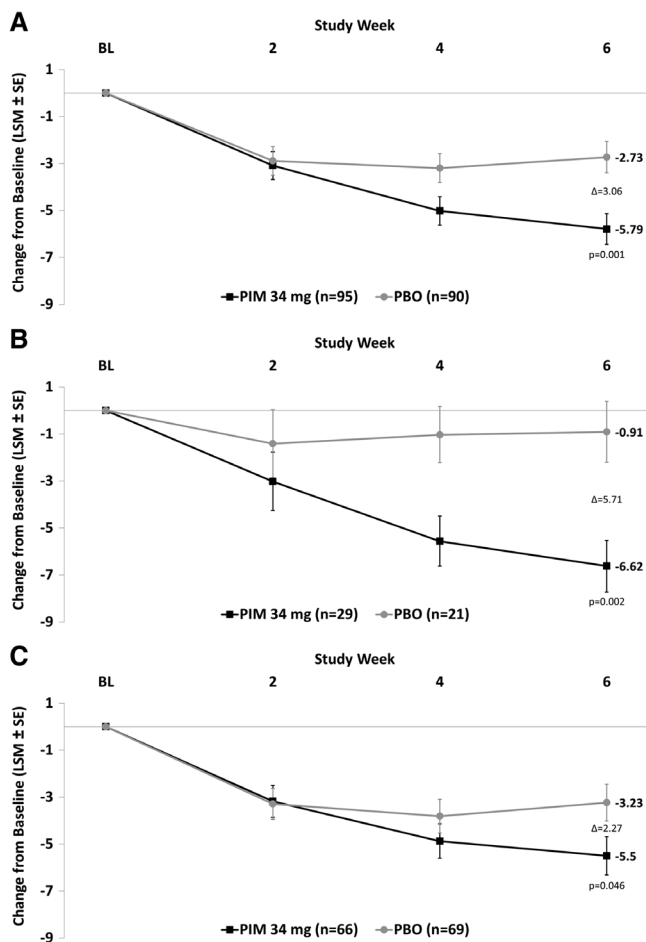 A
Study Week
BL 2 4 6
Change from Baseline (LSM ± SE)
1
-1
-3
-5
-7
-9
-2.73
Δ=3.06
-5.79
p=0.001
PIM 34 mg (n=95) PBO (n=90)
B
Study Week
BL 2 4 6
Change from Baseline (LSM ± SE)
1
-1
-3
-5
-7
-9
-0.91
Δ=5.71
-6.62
p=0.002
PIM 34 mg (n=29) PBO (n=21)
C
Study Week
BL 2 4 6
Change from Baseline (LSM ± SE)
1
-1
-3
-5
-7
-9
-3.23
Δ=2.27
-5.5
p=0.046
PIM 34 mg (n=66) PBO (n=69)